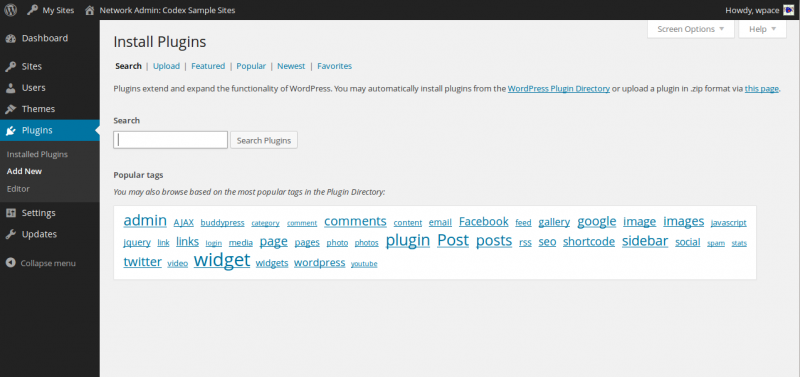 My Sites Network Admin: Codex Sample Sites Howdy, wpace
Screen Options Help
Dashboard
Sites
Users
Themes
Plugins
Installed Plugins
Add New
Editor
Settings
Updates
Collapse menu
Install Plugins
Search | Upload | Featured | Popular | Newest | Favorites
Plugins extend and expand the functionality of WordPress. You may automatically install plugins from the WordPress Plugin Directory or upload a plugin in .zip format via this page.
Search
Search Plugins
Popular tags
You may also browse based on the most popular tags in the Plugin Directory:
admin AJAX buddypress category comment comments content email Facebook feed gallery google image images javascript
jquery link links login media page pages photo photos plugin Post posts rss seo shortcode sidebar social spam stats
twitter video widget widgets wordpress youtube